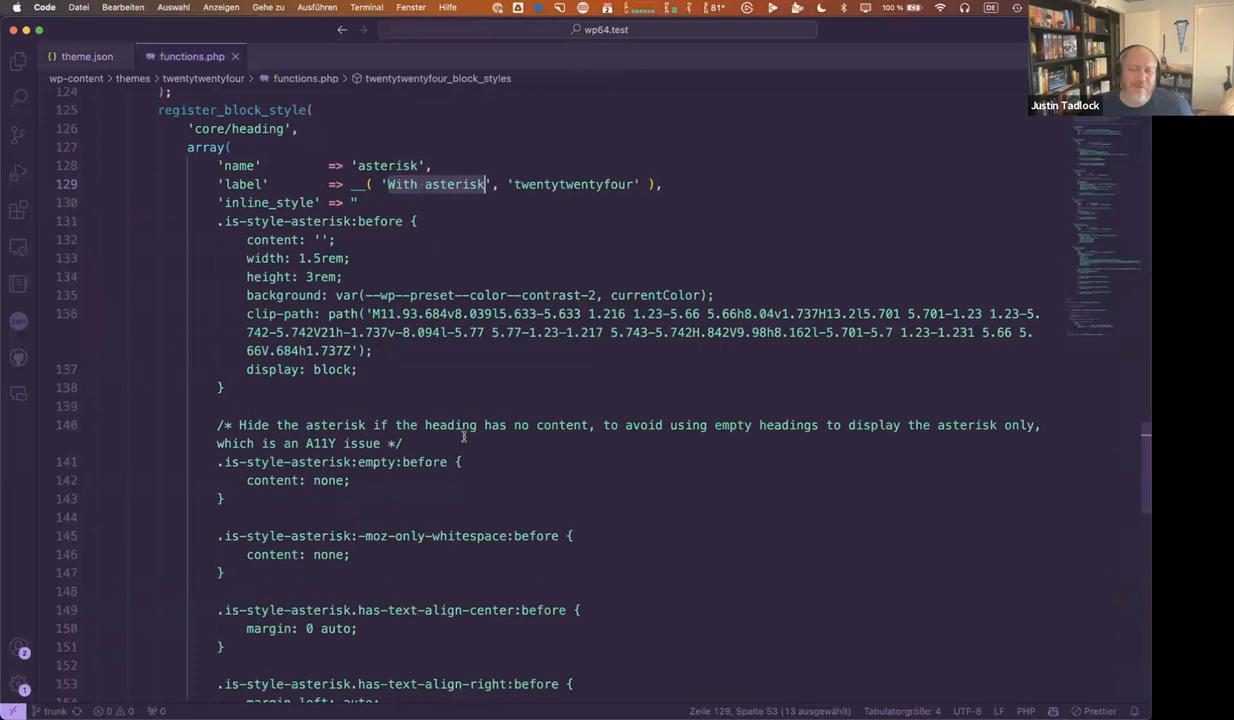 Code Datei Bearbeiten Auswahl Anzeigen Gehe zu Ausführen Terminal Fenster Hilfe 81° 100 % DE
wp64.test
{} theme.json functions.php ×
wp-content > themes > twentytwentyfour > functions.php > twentytwentyfour_block_styles
Justin Tadlock
124 );
125 register_block_style(
126 'core/heading',
127 array(
128 'name' => 'asterisk',
129 'label' => __( 'With asterisk', 'twentytwentyfour' ),
130 'inline_style' => "
131 .is-style-asterisk:before {
132 content: '';
133 width: 1.5rem;
134 height: 3rem;
135 background: var(--wp--preset--color--contrast-2, currentColor);
136 clip-path: path('M11.93.684v8.039l5.633-5.633 1.216 1.23-5.66 5.66h8.04v1.737H13.2l5.701 5.701-1.23 1.23-5.
742-5.742V21h-1.737v-8.094l-5.77 5.77-1.23-1.217 5.743-5.742H.842V9.98h8.162l-5.701-5.7 1.23-1.231 5.66 5.
66V.684h1.737Z');
137 display: block;
138 }
139
140 /* Hide the asterisk if the heading has no content, to avoid using empty headings to display the asterisk only,
which is an A11Y issue */
141 .is-style-asterisk:empty:before {
142 content: none;
143 }
144
145 .is-style-asterisk:-moz-only-whitespace:before {
146 content: none;
147 }
148
149 .is-style-asterisk.has-text-align-center:before {
150 margin: 0 auto;
151 }
152
153 .is-style-asterisk.has-text-align-right:before {
154 margin-left: auto;
2
1
trunk 0 0 0 Zeile 129, Spalte 53 (13 ausgewählt) Tabulatorgröße: 4 UTF-8 LF PHP Prettier